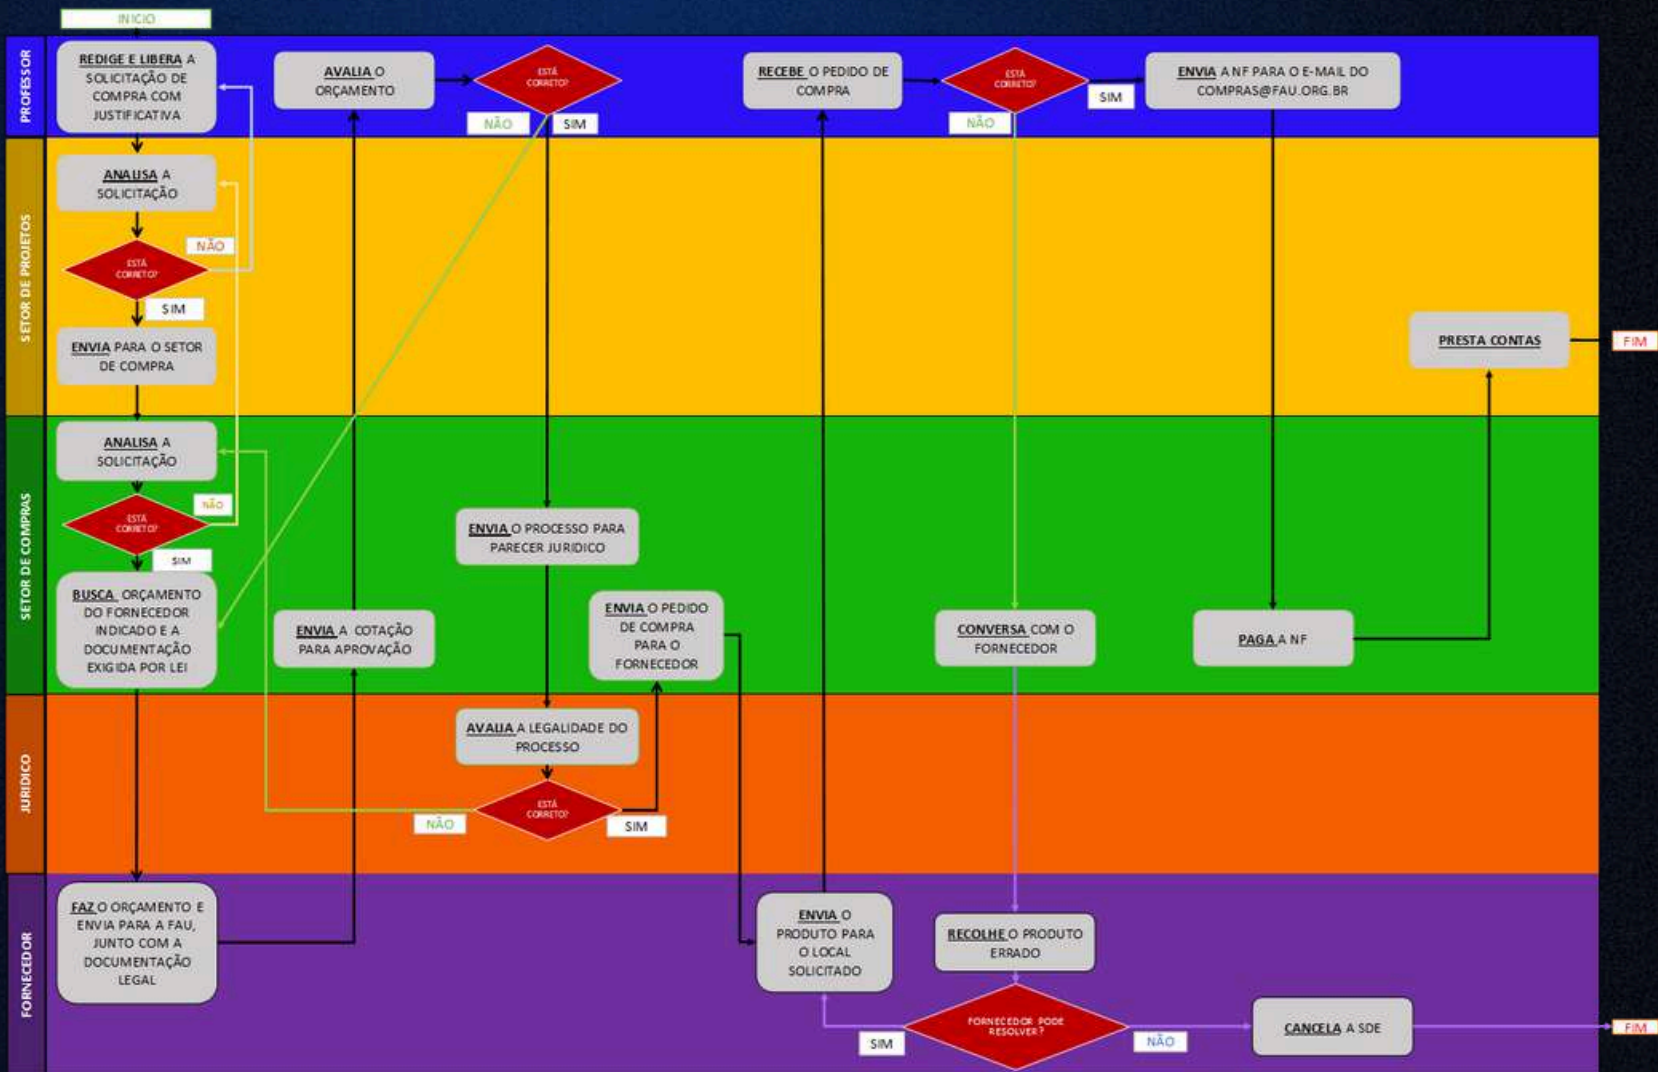 INICIO
PROFESSOR
REDIGE E LIBERA A
SOLICITAÇÃO DE
COMPRA COM
JUSTIFICATIVA
AVALIA O
ORÇAMENTO
ESTÁ
CORRETO?
NÃO
SIM
RECEBE O PEDIDO DE
COMPRA
ESTÁ
CORRETO?
NÃO
SIM
ENVIA A NF PARA O E-MAIL DO
COMPRAS@FAU.ORG.BR
SETOR DE PROJETOS
ANALISA A
SOLICITAÇÃO
ESTÁ
CORRETO?
NÃO
SIM
ENVIA PARA O SETOR
DE COMPRA
PRESTA CONTAS
FIM
SETOR DE COMPRAS
ANALISA A
SOLICITAÇÃO
ESTÁ
CORRETO?
NÃO
SIM
BUSCA ORÇAMENTO
DO FORNECEDOR
INDICADO E A
DOCUMENTAÇÃO
EXIGIDA POR LEI
ENVIA A COTAÇÃO
PARA APROVAÇÃO
ENVIA O PROCESSO PARA
PARECER JURIDICO
ENVIA O PEDIDO
DE COMPRA
PARA O
FORNECEDOR
CONVERSA COM O
FORNECEDOR
PAGA A NF
JURIDICO
AVALIA A LEGALIDADE DO
PROCESSO
ESTÁ
CORRETO?
NÃO
SIM
FORNECEDOR
FAZ O ORÇAMENTO E
ENVIA PARA A FAU,
JUNTO COM A
DOCUMENTAÇÃO
LEGAL
ENVIA O
PRODUTO PARA
O LOCAL
SOLICITADO
RECOLHE O PRODUTO
ERRADO
FORNECEDOR PODE
RESOLVER?
SIM
NÃO
CANCELA A SDE
FIM